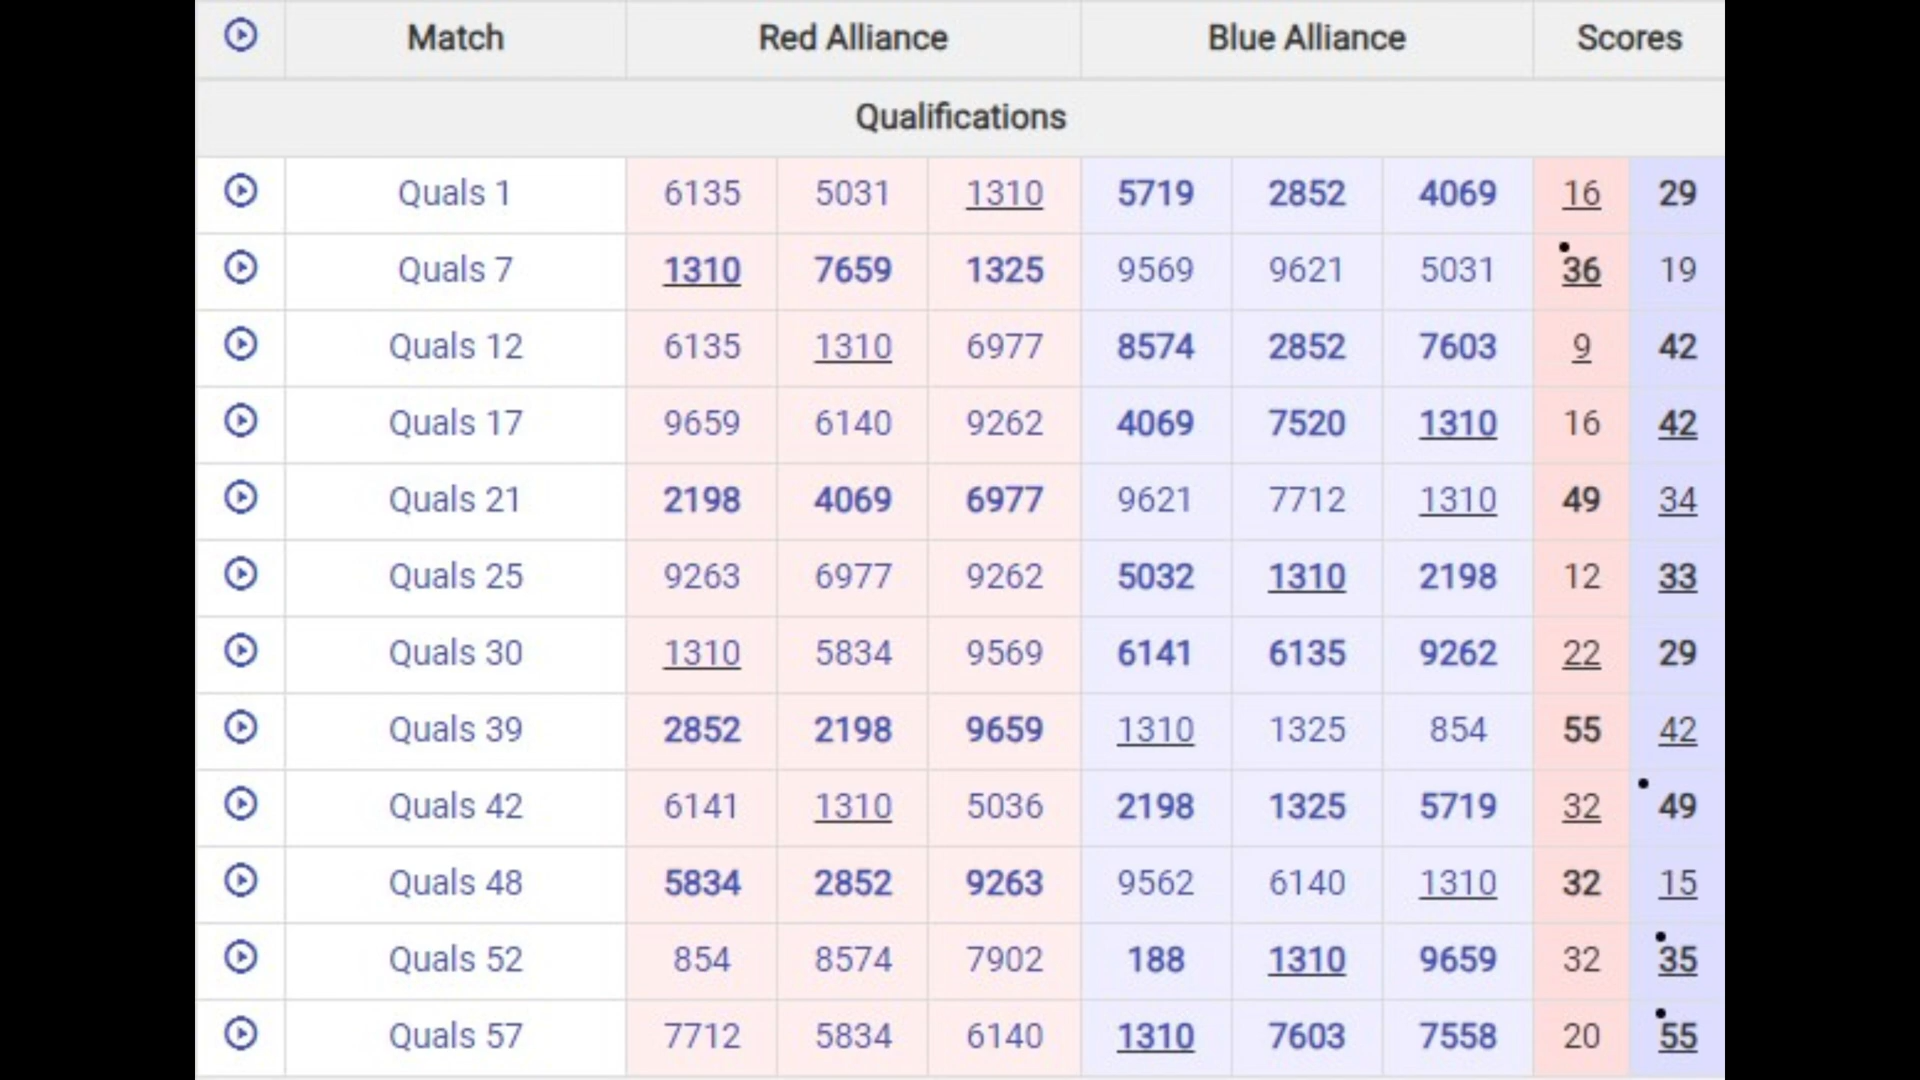 Match Red Alliance Blue Alliance Scores
Qualifications
Quals 1 6135 5031 1310 5719 2852 4069 16 29
Quals 7 1310 7659 1325 9569 9621 5031 36 19
Quals 12 6135 1310 6977 8574 2852 7603 9 42
Quals 17 9659 6140 9262 4069 7520 1310 16 42
Quals 21 2198 4069 6977 9621 7712 1310 49 34
Quals 25 9263 6977 9262 5032 1310 2198 12 33
Quals 30 1310 5834 9569 6141 6135 9262 22 29
Quals 39 2852 2198 9659 1310 1325 854 55 42
Quals 42 6141 1310 5036 2198 1325 5719 32 49
Quals 48 5834 2852 9263 9562 6140 1310 32 15
Quals 52 854 8574 7902 188 1310 9659 32 35
Quals 57 7712 5834 6140 1310 7603 7558 20 55